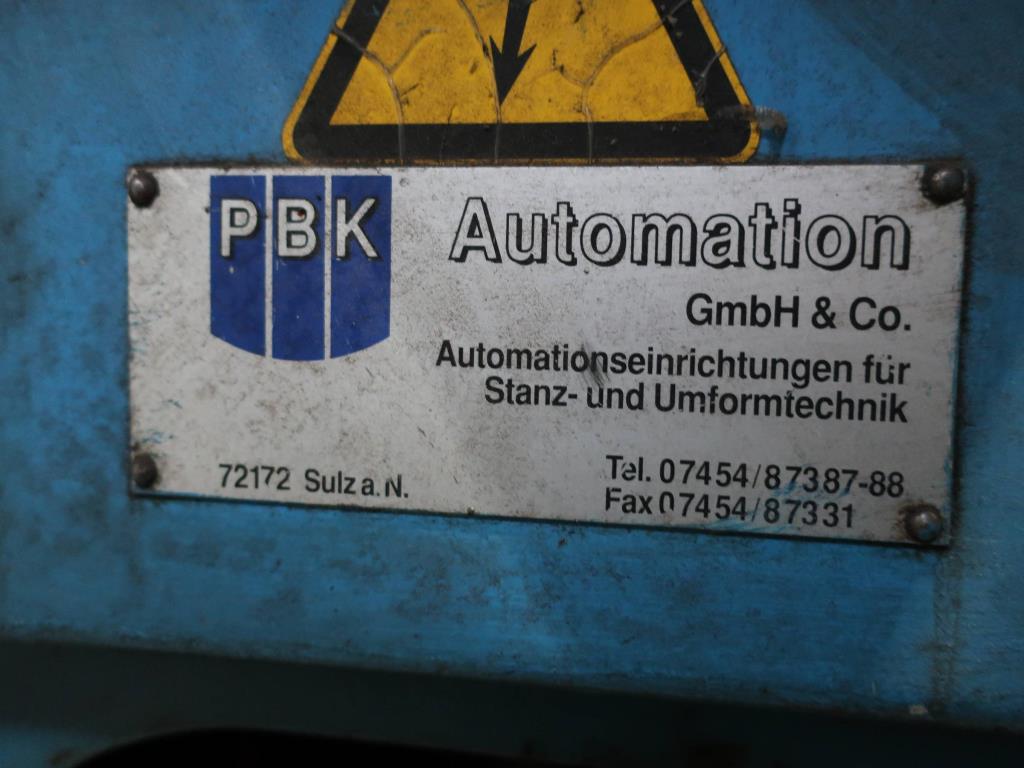 PBK Automation
GmbH & Co.
Automationseinrichtungen für
Stanz- und Umformtechnik
72172 Sulz a. N.
Tel. 07454/87387-88
Fax 07454/87331